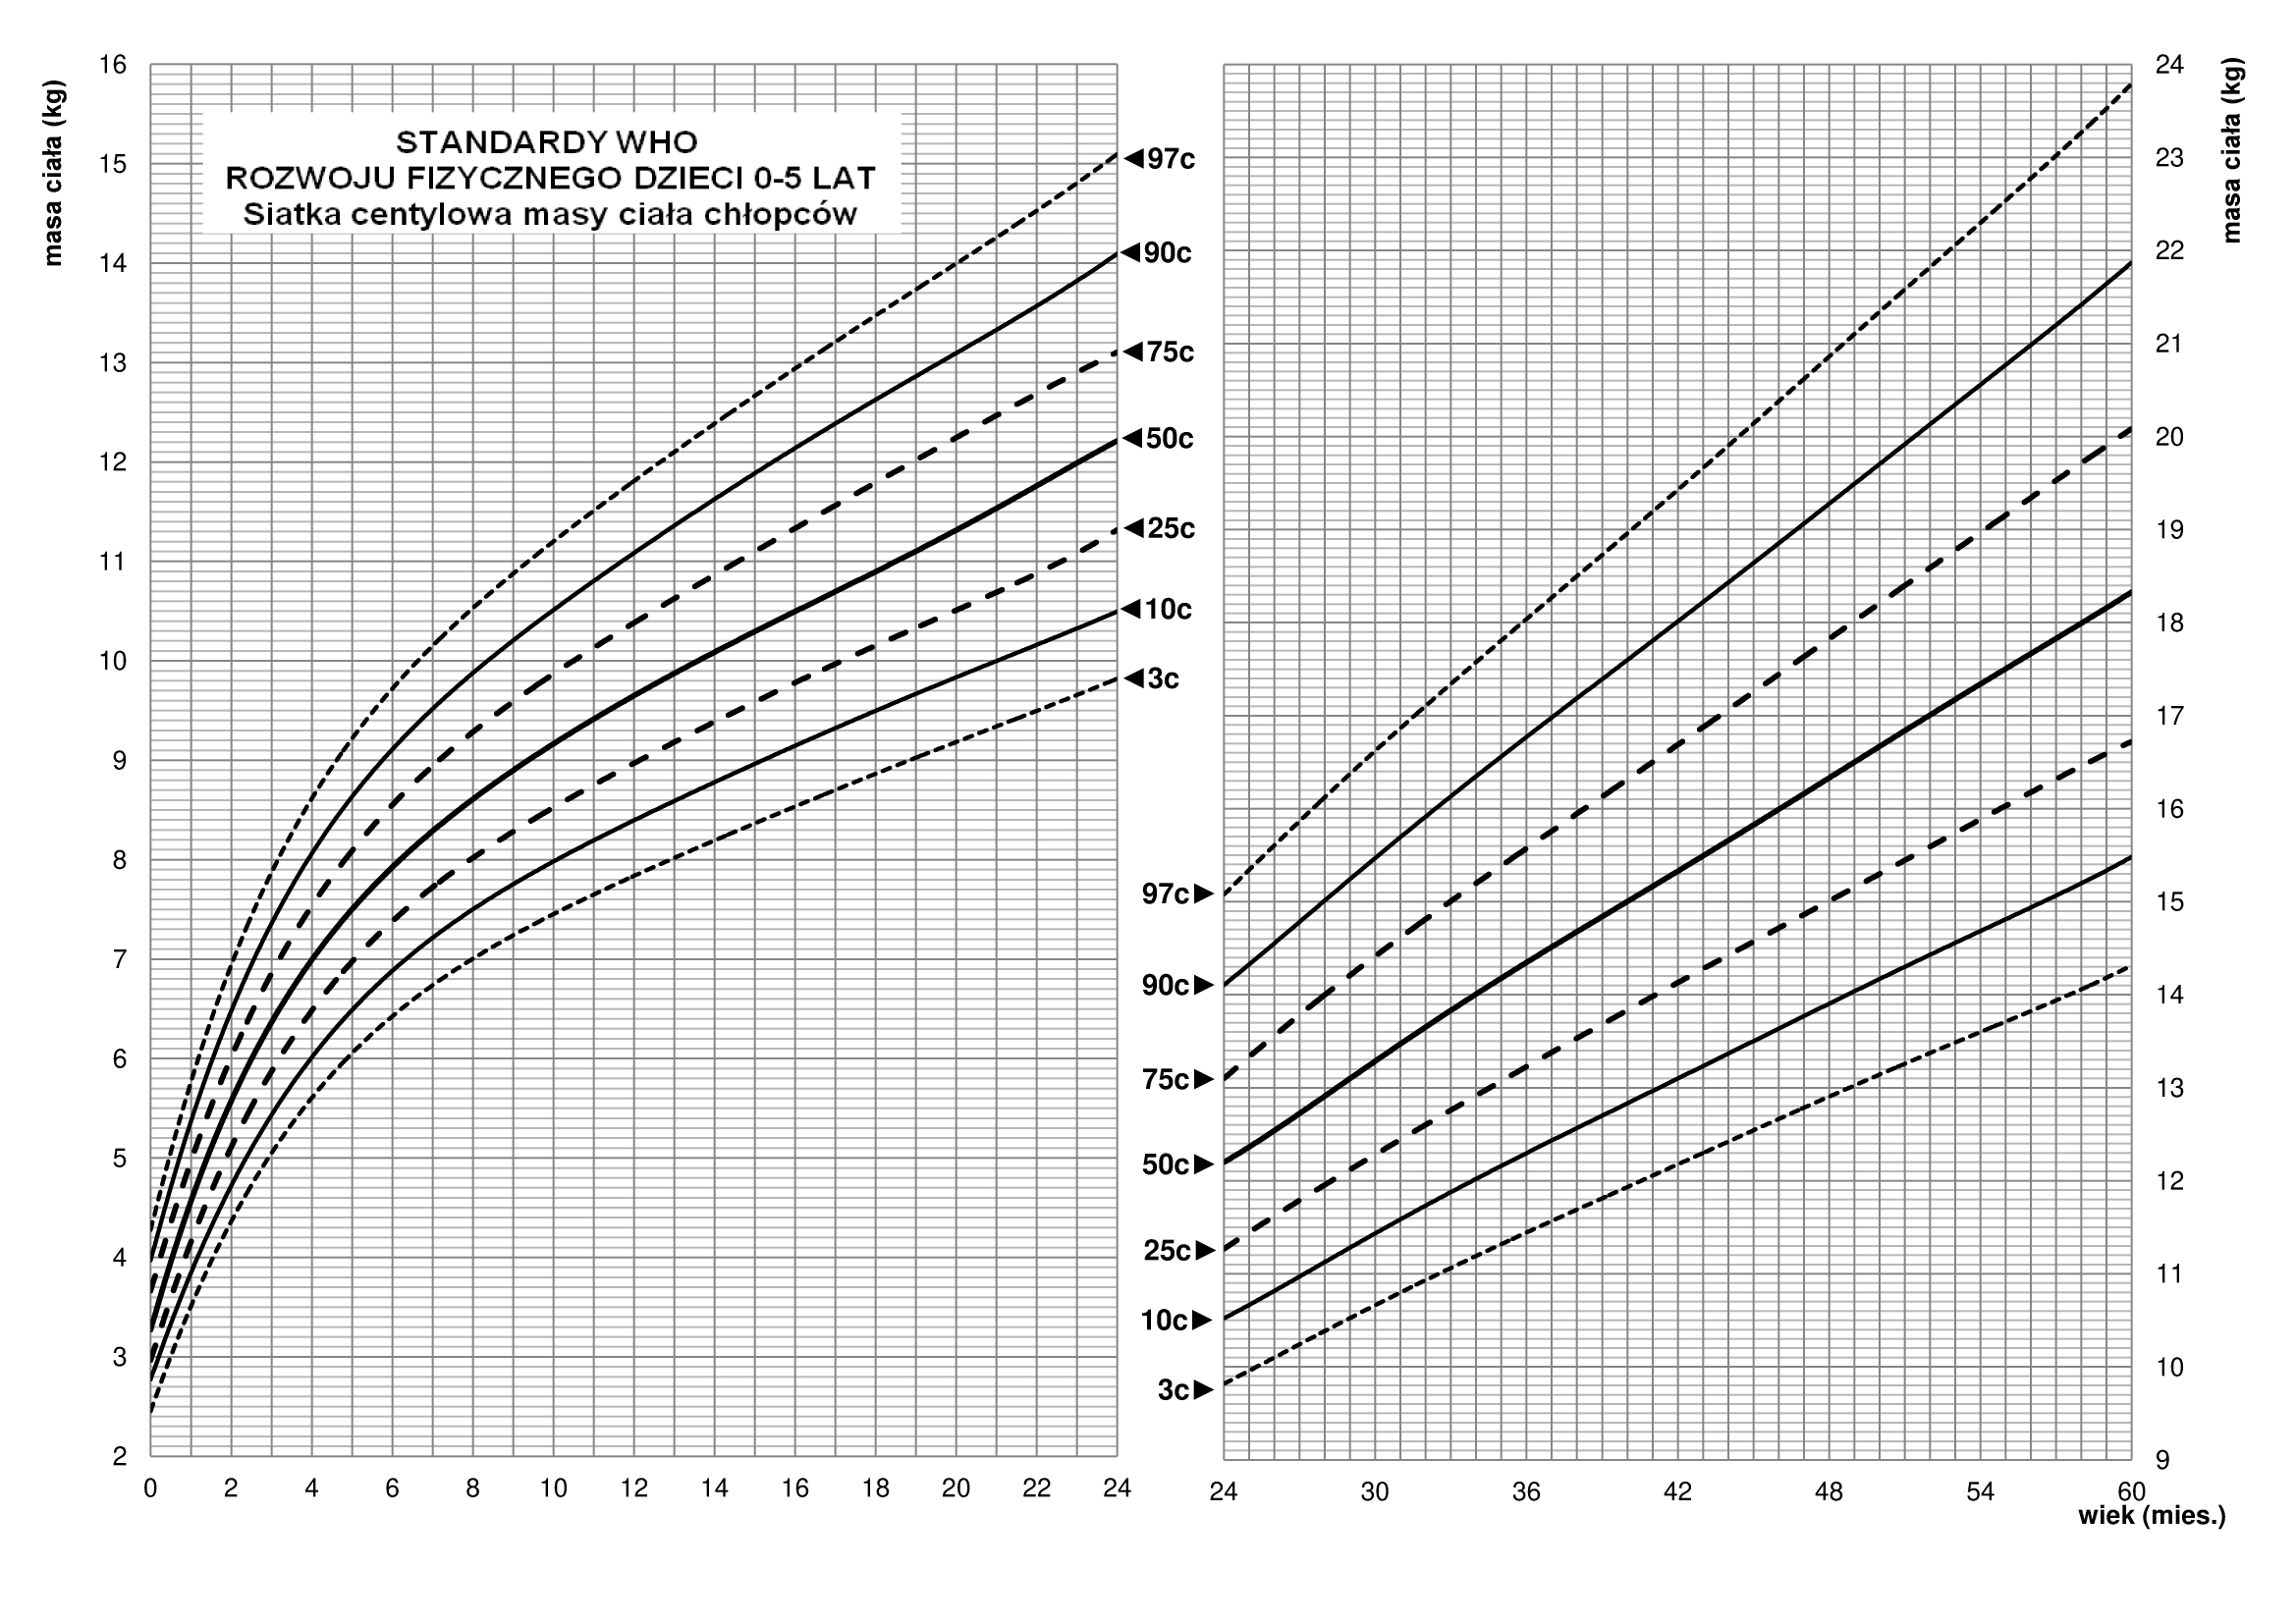 masa ciała (kg)
16
15
14
13
12
11
10
9
8
7
6
5
4
3
2
STANDARDY WHO
ROZWOJU FIZYCZNEGO DZIECI 0-5 LAT
Siatka centylowa masy ciała chłopców
97c
90c
75c
50c
25c
10c
3c
0 2 4 6 8 10 12 14 16 18 20 22 24
97c
90c
75c
50c
25c
10c
3c
24
23
22
21
20
19
18
17
16
15
14
13
12
11
10
9
masa ciała (kg)
24 30 36 42 48 54 60
wiek (mies.)